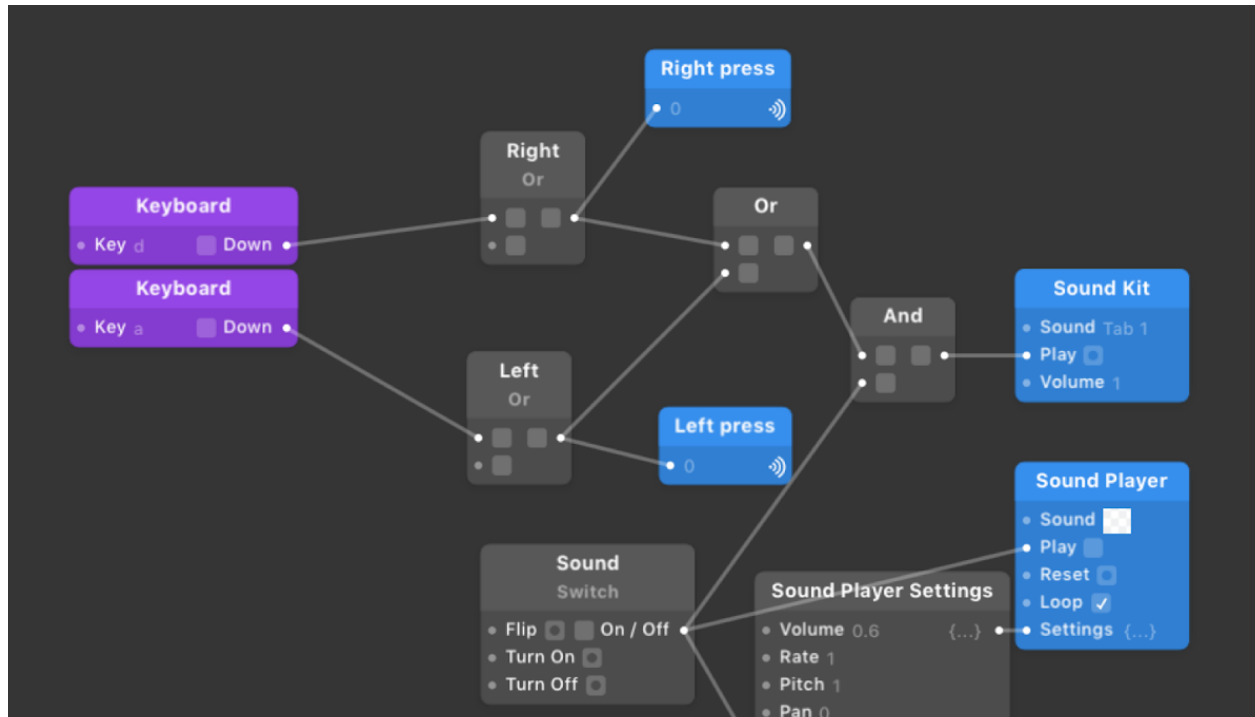 Right press
0
Right
Or
Keyboard
Key d Down
Keyboard
Key a Down
Or
Left
Or
Left press
0
And
Sound Kit
Sound Tab 1
Play
Volume 1
Sound
Switch
Flip On / Off
Turn On
Turn Off
Sound Player Settings
Volume 0.6 {...}
Rate 1
Pitch 1
Pan 0
Sound Player
Sound
Play
Reset
Loop
Settings {...}